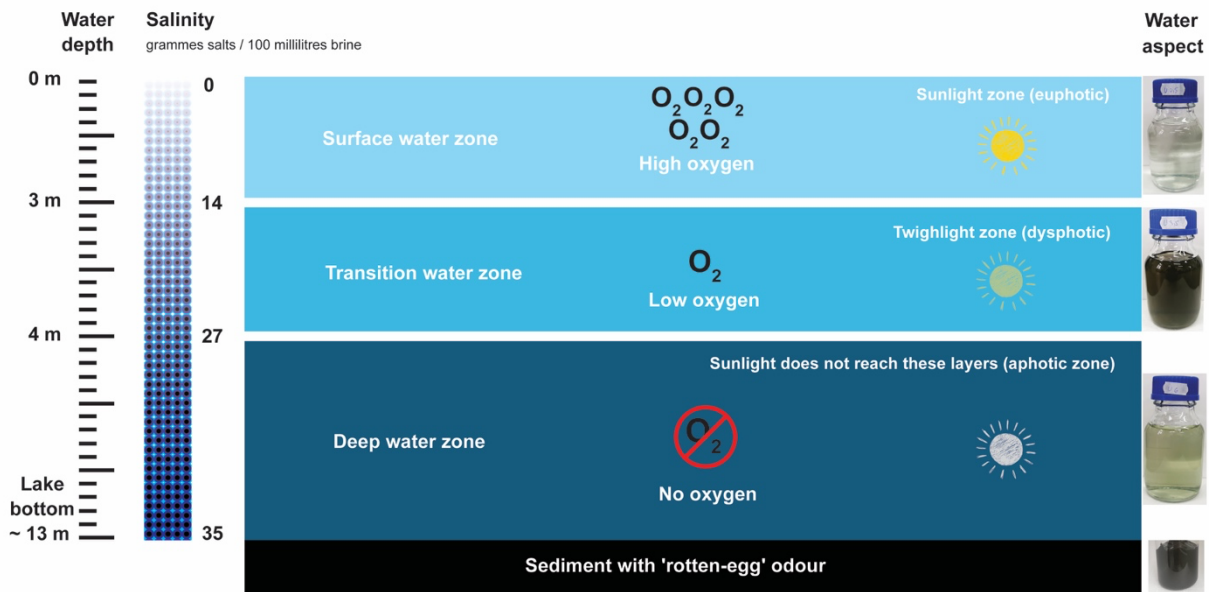 Water
depth
Salinity
grammes salts / 100 millilitres brine
Water
aspect
0 m
0
O2O2O2
O2O2
High oxygen
Surface water zone
Sunlight zone (euphotic)
3 m
14
Transition water zone
O2
Low oxygen
Twighlight zone (dysphotic)
4 m
27
Sunlight does not reach these layers (aphotic zone)
Deep water zone
O2
No oxygen
Lake
bottom
~ 13 m
35
Sediment with 'rotten-egg' odour